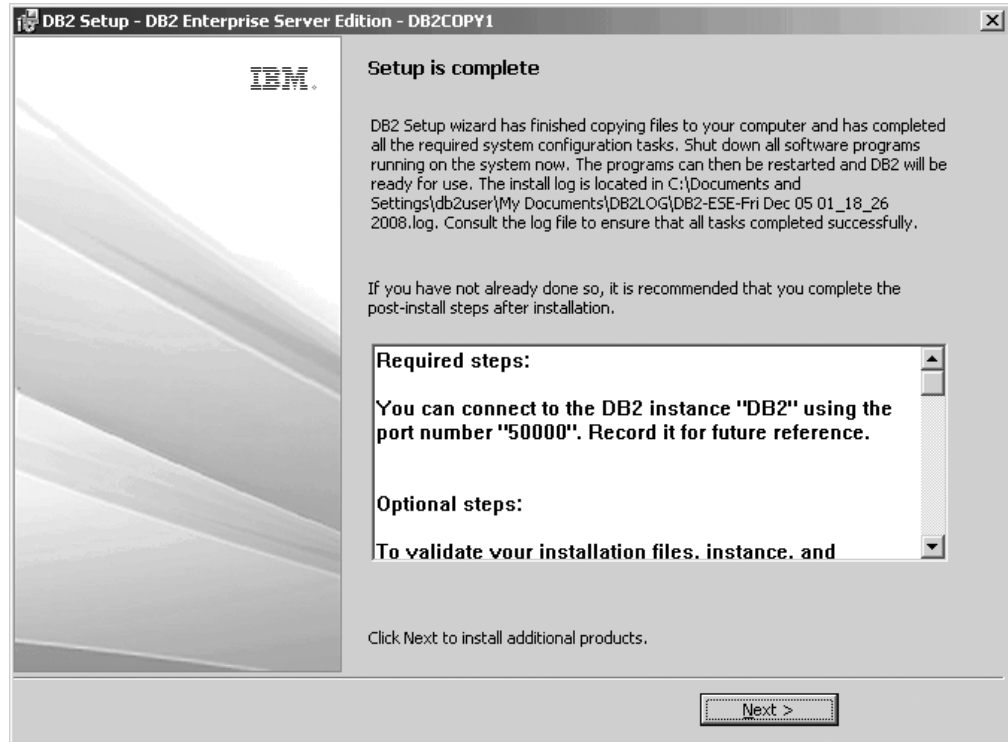 DB2 Setup - DB2 Enterprise Server Edition - DB2COPY1
IBM.
Setup is complete
DB2 Setup wizard has finished copying files to your computer and has completed
all the required system configuration tasks. Shut down all software programs
running on the system now. The programs can then be restarted and DB2 will be
ready for use. The install log is located in C:\Documents and
Settings\db2user\My Documents\DB2LOG\DB2-ESE-Fri Dec 05 01_18_26
2008.log. Consult the log file to ensure that all tasks completed successfully.
If you have not already done so, it is recommended that you complete the
post-install steps after installation.
Required steps:
You can connect to the DB2 instance "DB2" using the
port number "50000". Record it for future reference.
Optional steps:
To validate your installation files, instance, and
Click Next to install additional products.
Next >